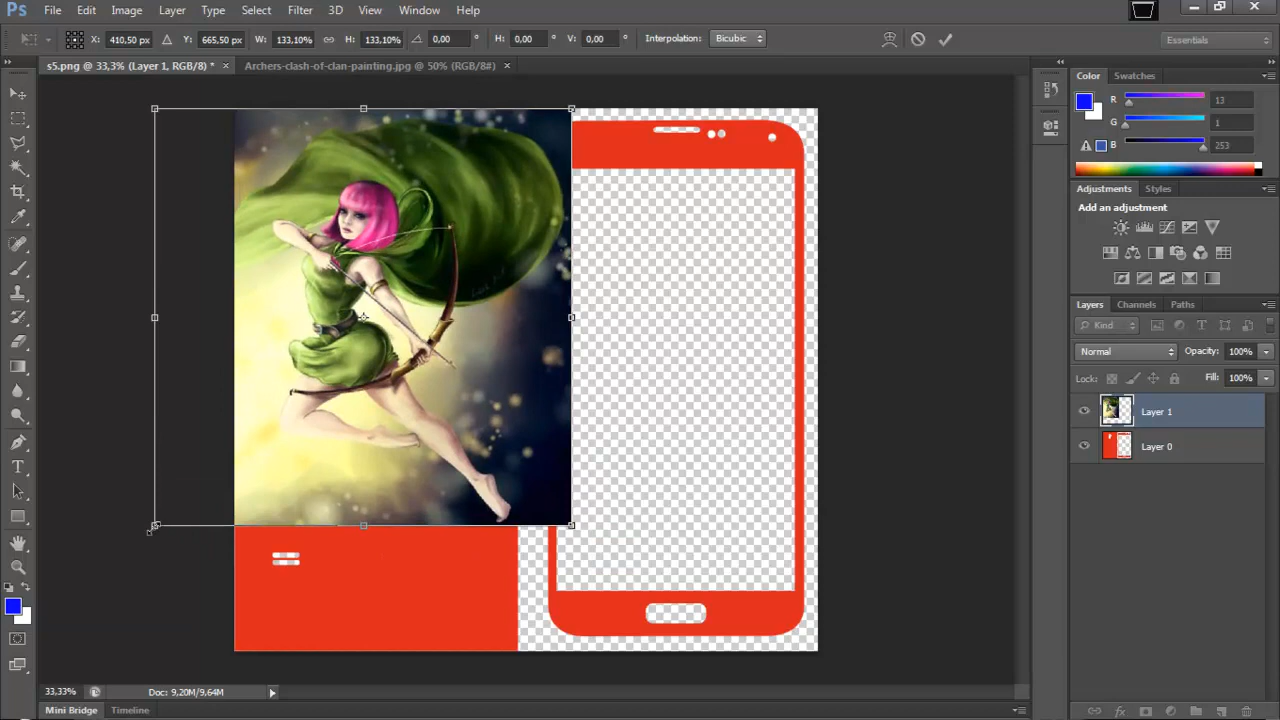 Ps File Edit Image Layer Type Select Filter 3D View Window Help
X: 410,50 px Y: 665,50 px W: 133,10% H: 133,10% 0,00 ° H: 0,00 ° V: 0,00 ° Interpolation: Bicubic Essentials
s5.png @ 33,3% (Layer 1, RGB/8) * × Archers-clash-of-clan-painting.jpg @ 50% (RGB/8#) ×
Color Swatches
R 13
G 1
B 253
Adjustments Styles
Add an adjustment
Layers Channels Paths
Kind
Normal Opacity: 100%
Lock: Fill: 100%
Layer 1
Layer 0
33,33% Doc: 9,20M/9,64M
Mini Bridge Timeline